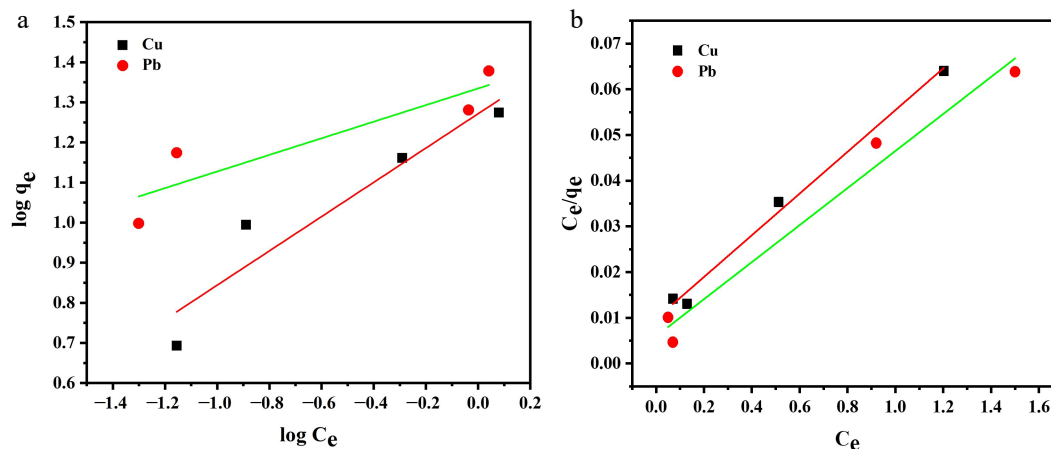 a
1.5
1.4
1.3
1.2
1.1
1.0
0.9
0.8
0.7
0.6
log qe
Cu
Pb
−1.4 −1.2 −1.0 −0.8 −0.6 −0.4 −0.2 0.0 0.2
log Ce
b
0.07
0.06
0.05
0.04
0.03
0.02
0.01
0.00
Ce/qe
Cu
Pb
0.0 0.2 0.4 0.6 0.8 1.0 1.2 1.4 1.6
Ce